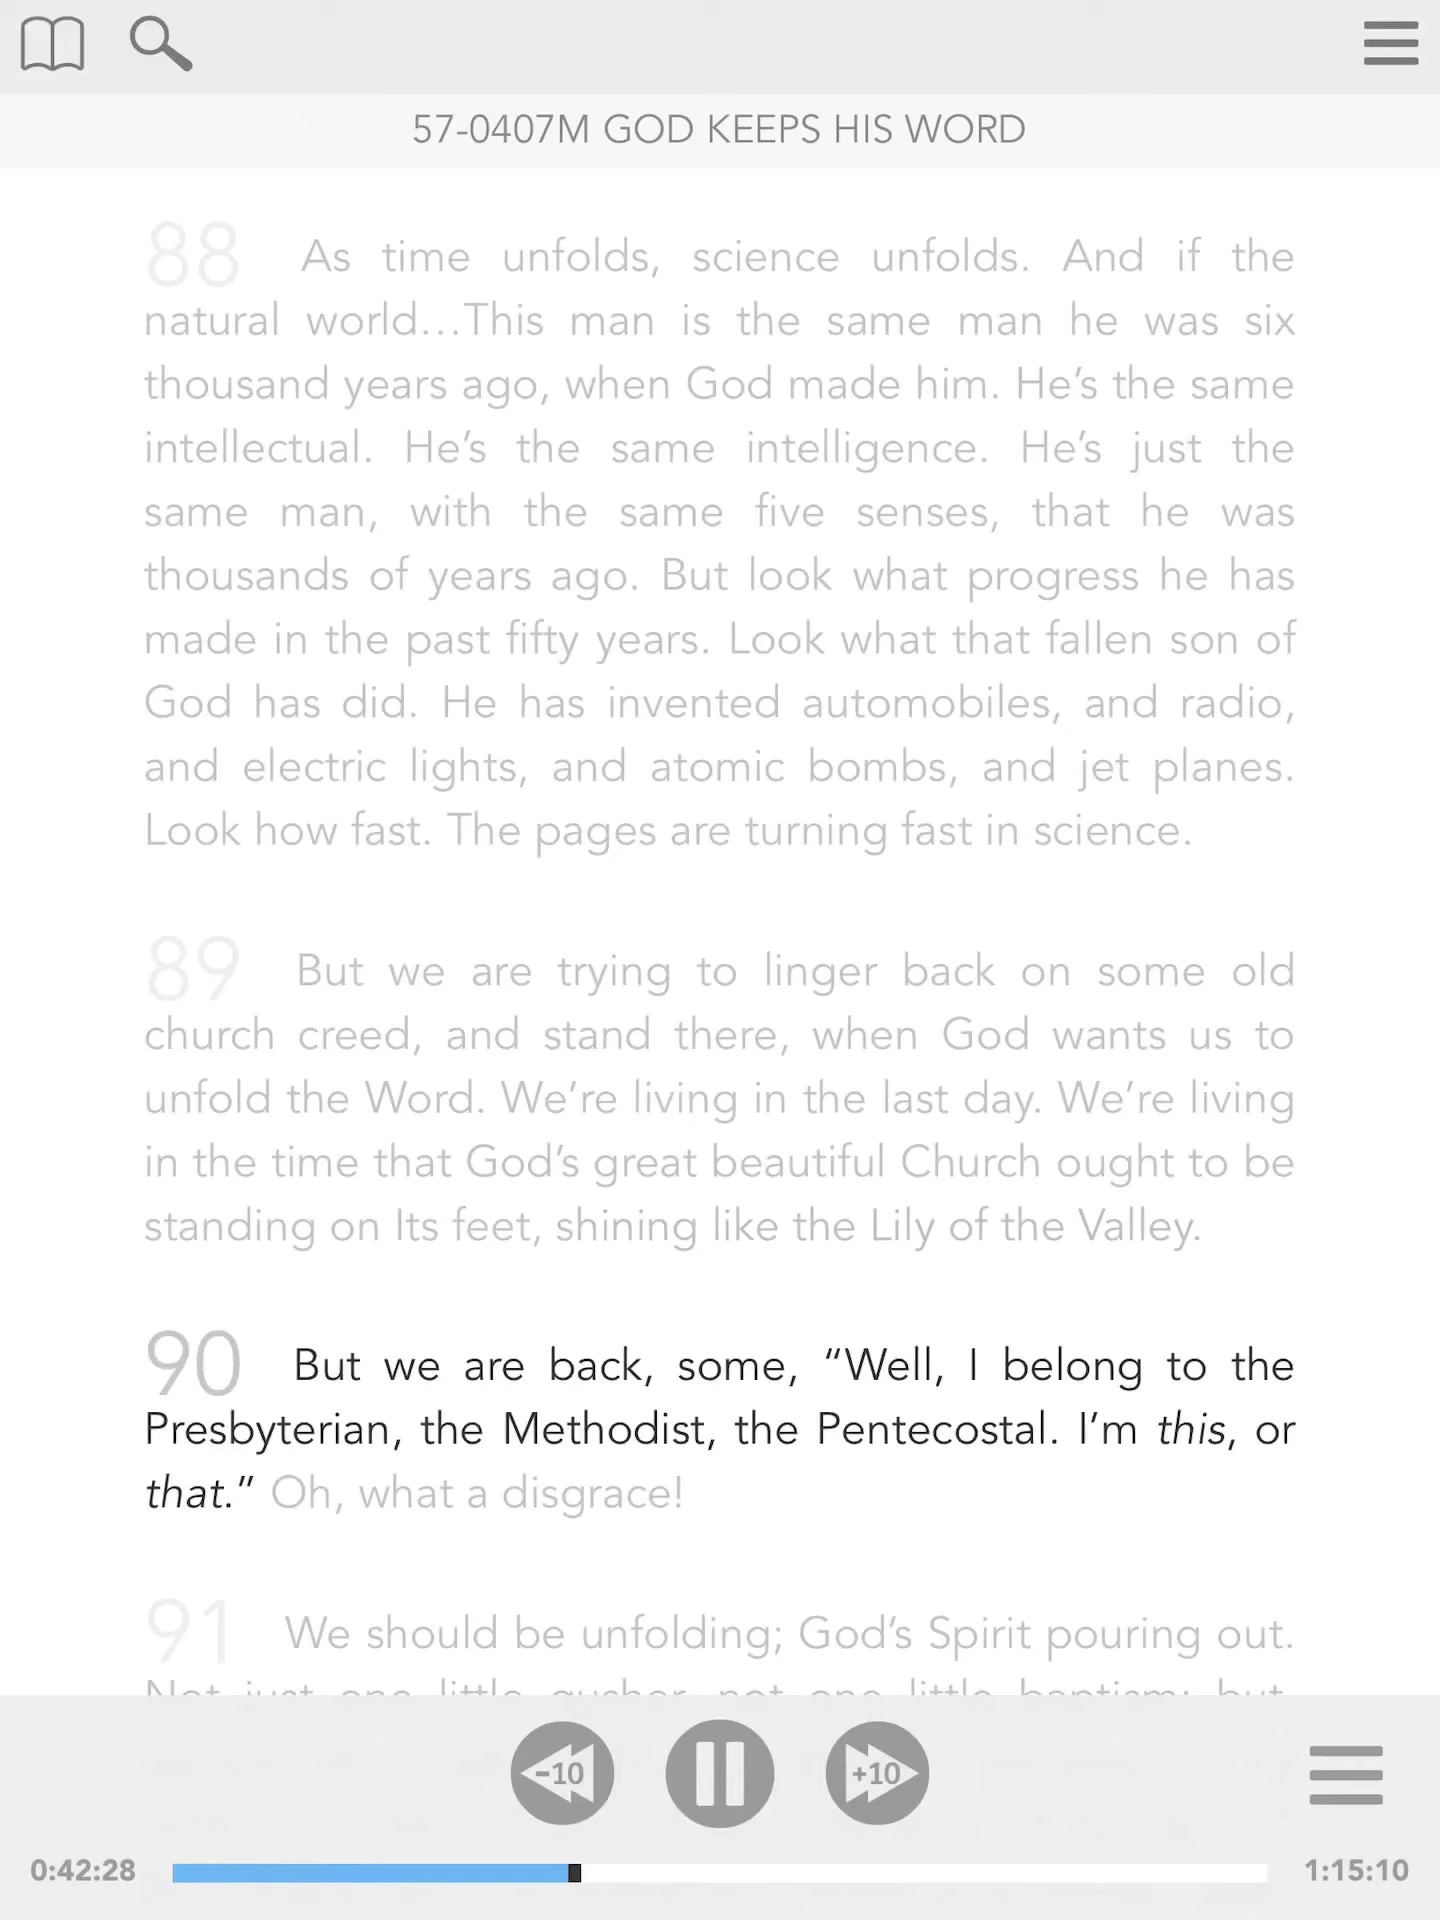 57-0407M GOD KEEPS HIS WORD
88 As time unfolds, science unfolds. And if the
natural world…This man is the same man he was six
thousand years ago, when God made him. He’s the same
intellectual. He’s the same intelligence. He’s just the
same man, with the same five senses, that he was
thousands of years ago. But look what progress he has
made in the past fifty years. Look what that fallen son of
God has did. He has invented automobiles, and radio,
and electric lights, and atomic bombs, and jet planes.
Look how fast. The pages are turning fast in science.
89 But we are trying to linger back on some old
church creed, and stand there, when God wants us to
unfold the Word. We’re living in the last day. We’re living
in the time that God’s great beautiful Church ought to be
standing on Its feet, shining like the Lily of the Valley.
90 But we are back, some, “Well, I belong to the
Presbyterian, the Methodist, the Pentecostal. I’m this, or
that.” Oh, what a disgrace!
91 We should be unfolding; God’s Spirit pouring out.
Not just one little gusher, not one little baptism; but
-10 +10
0:42:28 1:15:10